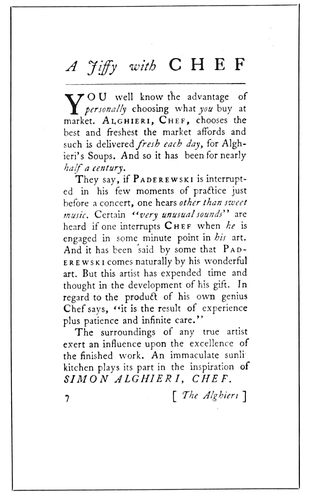 A Jiffy with CHEF
YOU well know the advantage of
personally choosing what you buy at
market. ALGHIERI, CHEF, chooses the
best and freshest the market affords and
such is delivered fresh each day, for Algh-
ieri's Soups. And so it has been for nearly
half a century.
They say, if PADEREWSKI is interrupt-
ed in his few moments of practice just
before a concert, one hears other than sweet
music. Certain "very unusual sounds" are
heard if one interrupts CHEF when he is
engaged in some minute point in his art.
And it has been said by some that PAD-
EREWSKI comes naturally by his wonderful
art. But this artist has expended time and
thought in the development of his gift. In
regard to the product of his own genius
Chef says, "it is the result of experience
plus patience and infinite care."
The surroundings of any true artist
exert an influence upon the excellence of
the finished work. An immaculate sunlit
kitchen plays its part in the inspiration of
SIMON ALGHIERI, CHEF.
7 [ The Alghieri ]